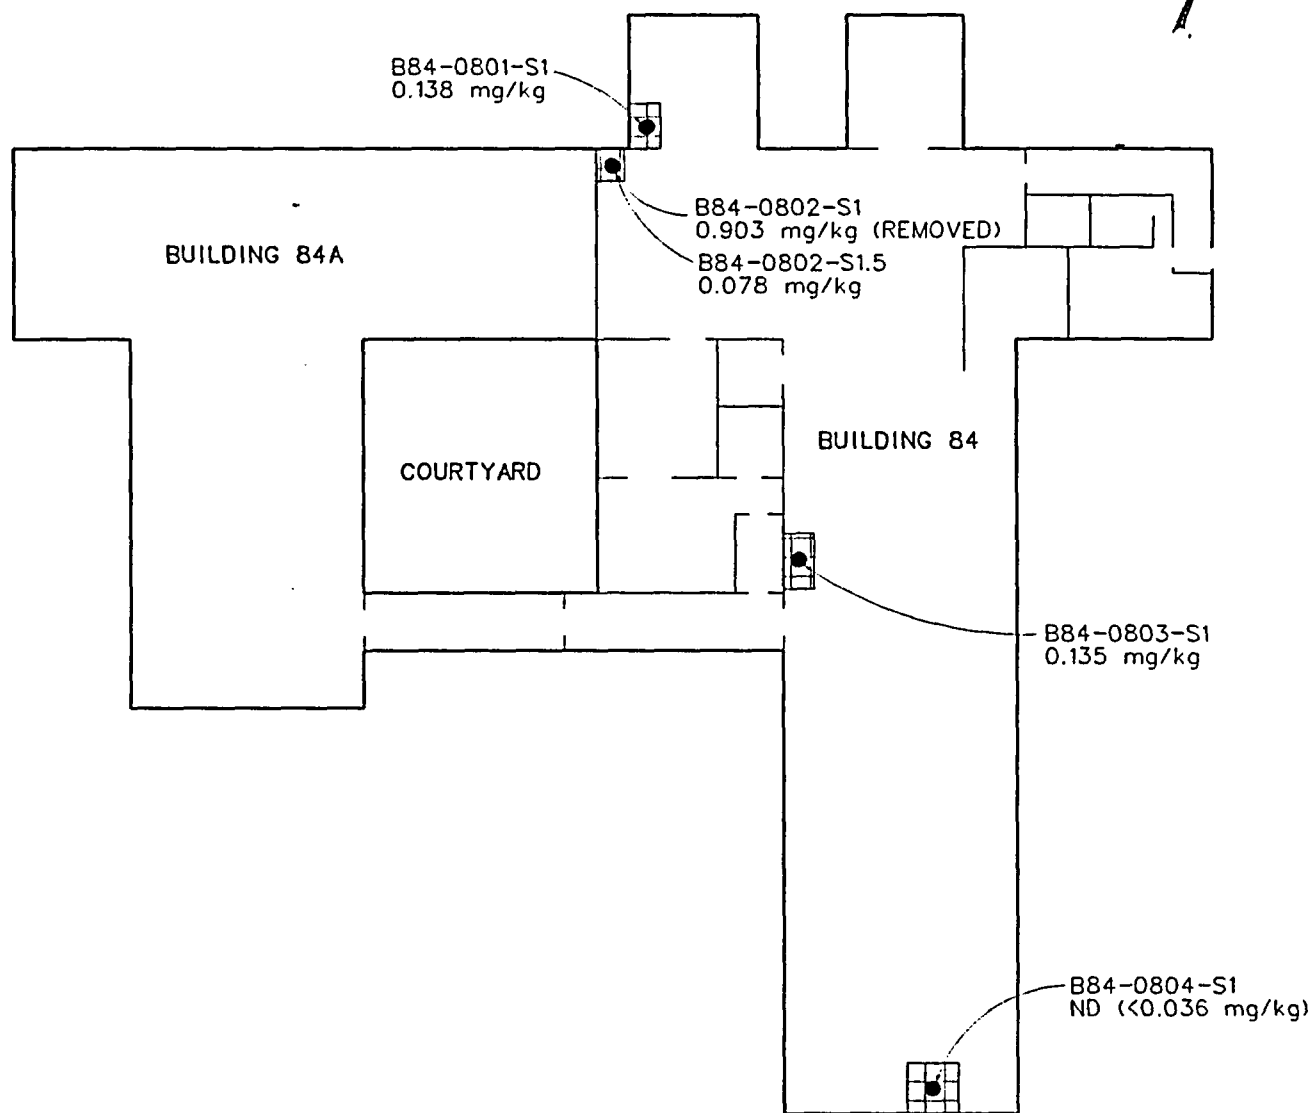 B84-0801-S1
0.138 mg/kg
B84-0802-S1
0.903 mg/kg (REMOVED)
BUILDING 84A
B84-0802-S1.5
0.078 mg/kg
BUILDING 84
COURTYARD
B84-0803-S1
0.135 mg/kg
B84-0804-S1
ND (<0.036 mg/kg)